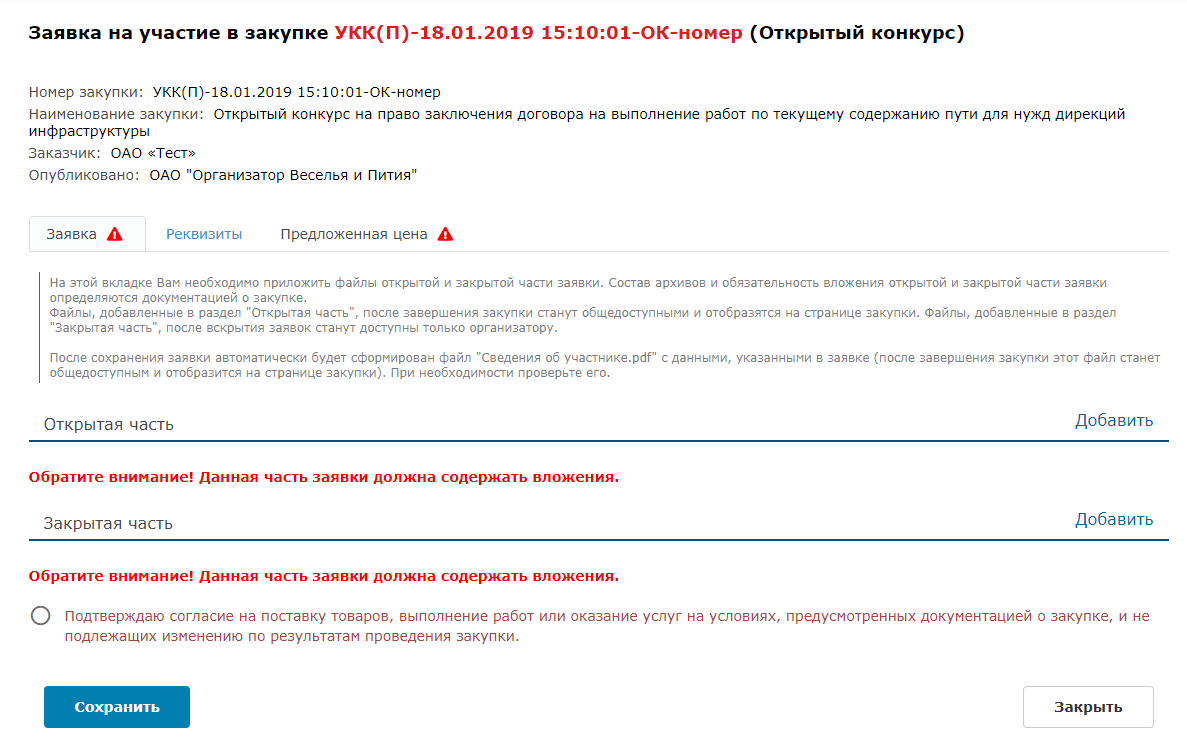 Заявка на участие в закупке УКК(П)-18.01.2019 15:10:01-ОК-номер (Открытый конкурс)
Номер закупки: УКК(П)-18.01.2019 15:10:01-ОК-номер
Наименование закупки: Открытый конкурс на право заключения договора на выполнение работ по текущему содержанию пути для нужд дирекций
инфраструктуры
Заказчик: ОАО «Тест»
Опубликовано: ОАО "Организатор Веселья и Пития"
Заявка Реквизиты Предложенная цена
На этой вкладке Вам необходимо приложить файлы открытой и закрытой части заявки. Состав архивов и обязательность вложения открытой и закрытой части заявки
определяются документацией о закупке.
Файлы, добавленные в раздел "Открытая часть", после завершения закупки станут общедоступными и отобразятся на странице закупки. Файлы, добавленные в раздел
"Закрытая часть", после вскрытия заявок станут доступны только организатору.
После сохранения заявки автоматически будет сформирован файл "Сведения об участнике.pdf" с данными, указанными в заявке (после завершения закупки этот файл станет
общедоступным и отобразится на странице закупки). При необходимости проверьте его.
Открытая часть Добавить
Обратите внимание! Данная часть заявки должна содержать вложения.
Закрытая часть Добавить
Обратите внимание! Данная часть заявки должна содержать вложения.
Подтверждаю согласие на поставку товаров, выполнение работ или оказание услуг на условиях, предусмотренных документацией о закупке, и не
подлежащих изменению по результатам проведения закупки.
Сохранить Закрыть